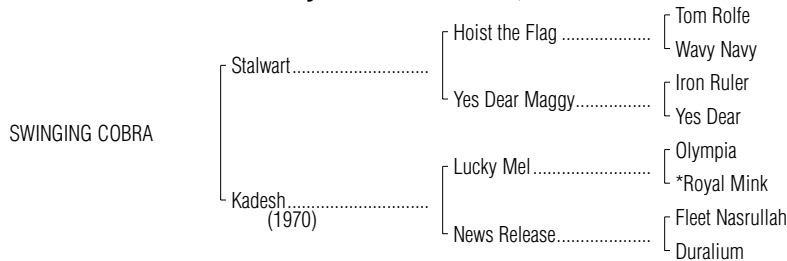 Tom Rolfe
Hoist the Flag ....................
Wavy Navy
Stalwart..............................
Iron Ruler
Yes Dear Maggy.................
Yes Dear
SWINGING COBRA
Olympia
Lucky Mel..........................
*Royal Mink
Kadesh...............................
(1970)
Fleet Nasrullah
News Release.....................
Duralium